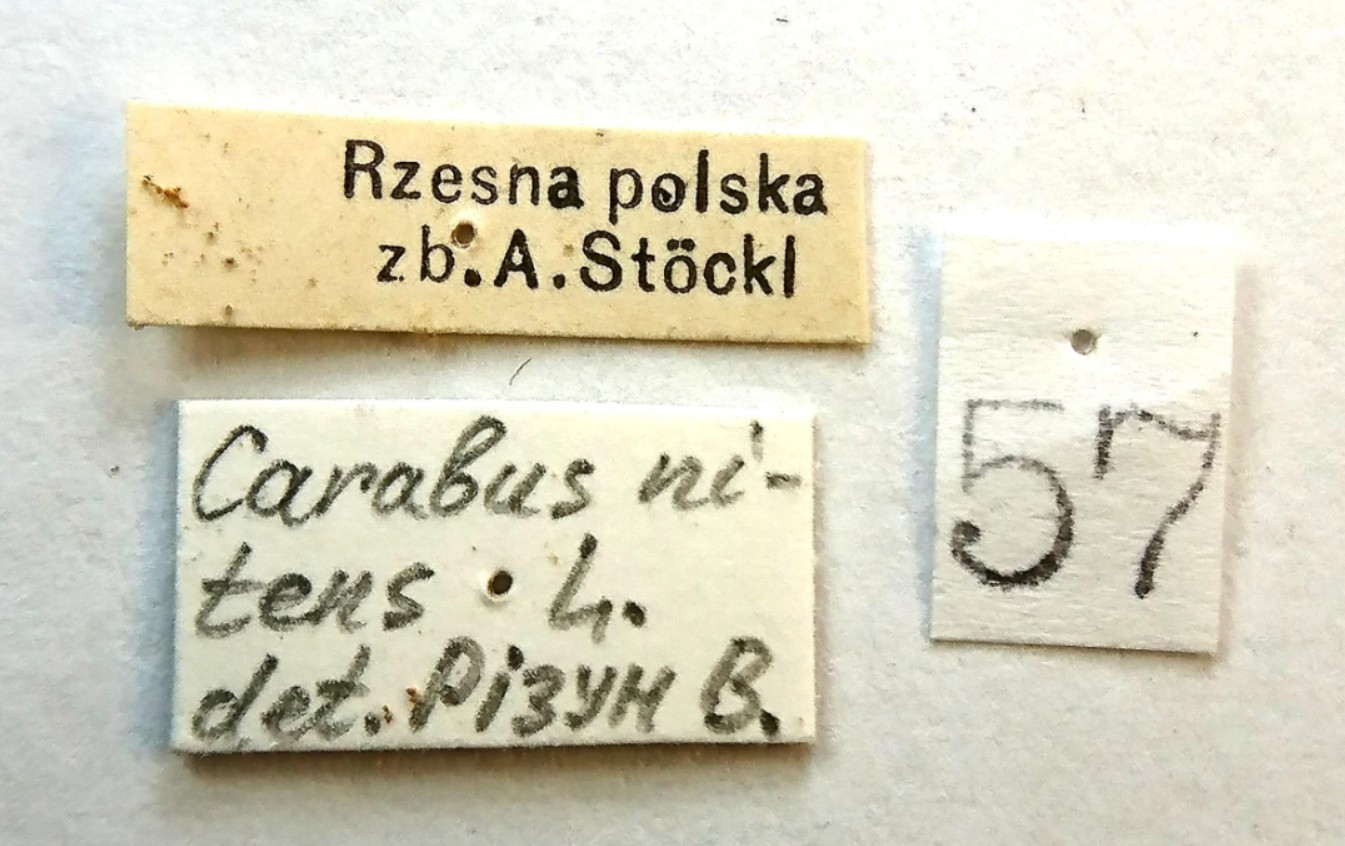 Rzesna polska
zb. A. Stöckl
Carabus ni-
tens L.
det. Різун В.
57